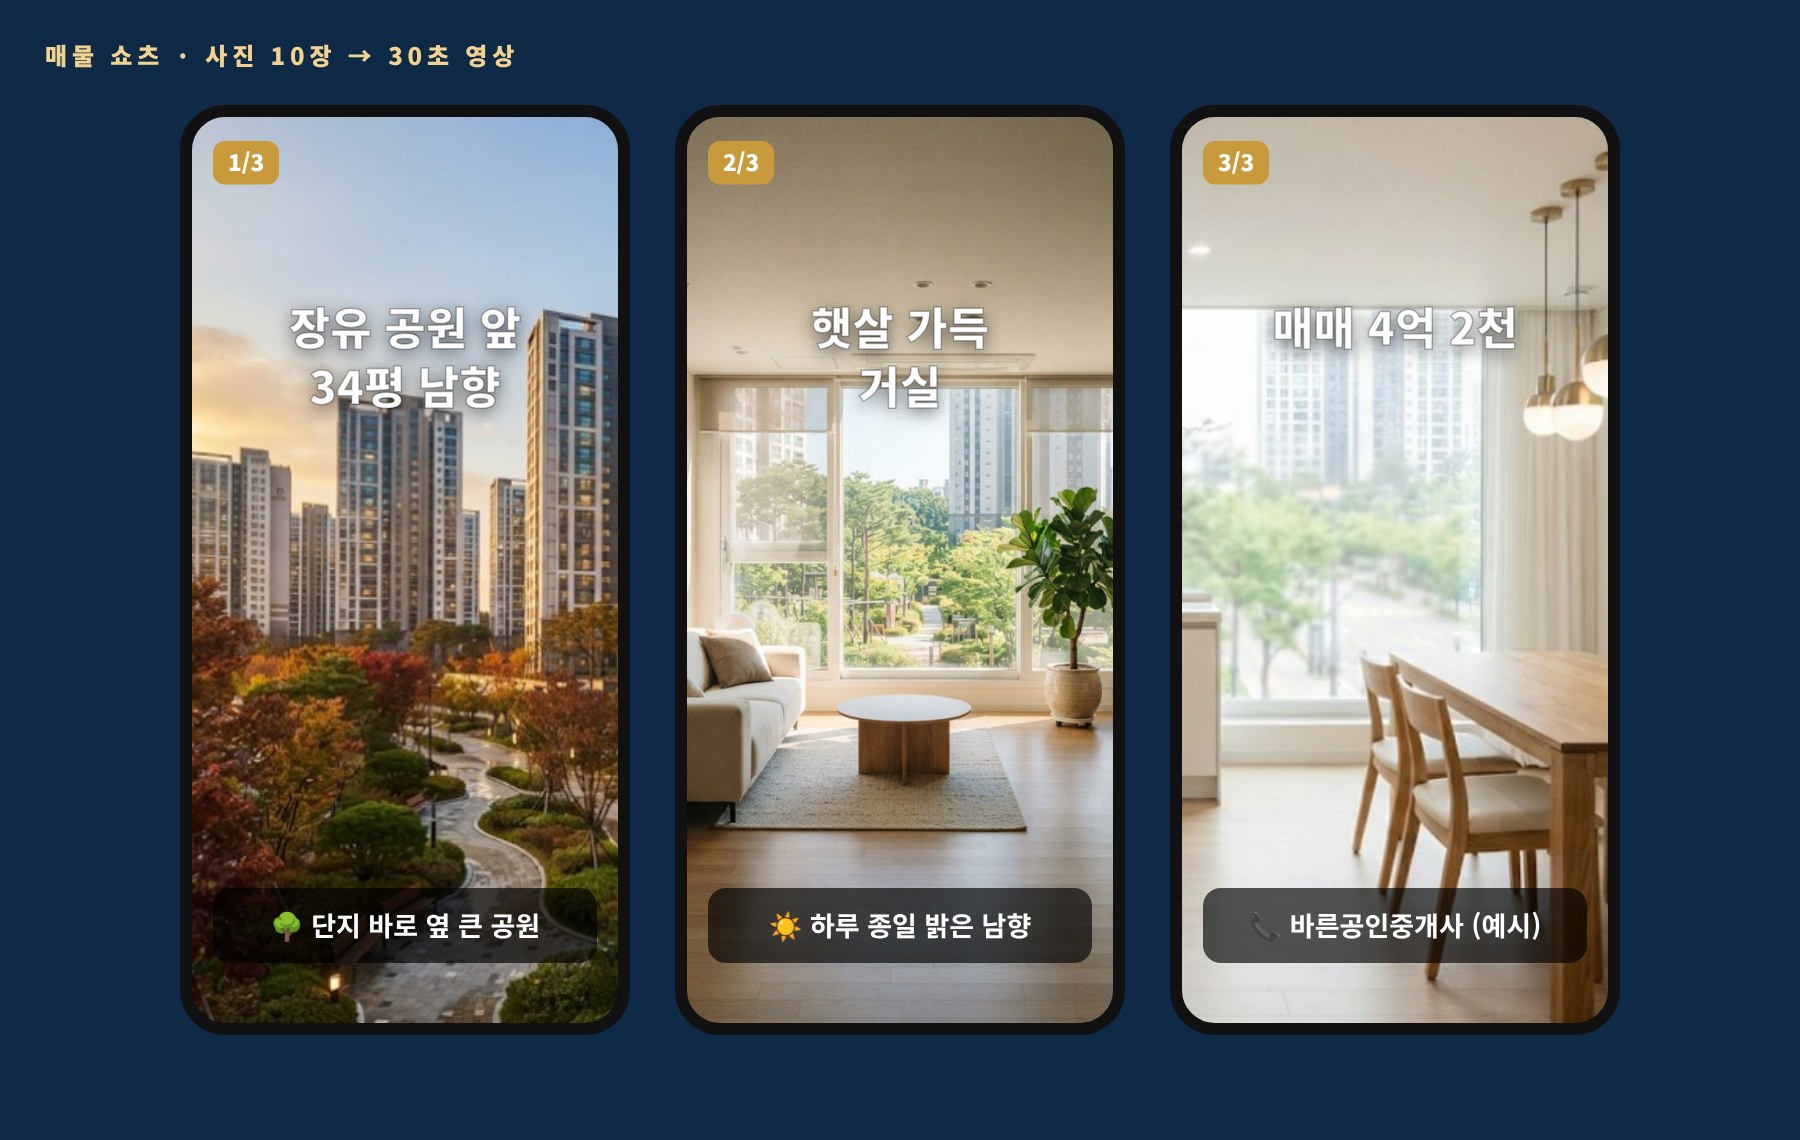 매물 쇼츠 · 사진 10장 → 30초 영상
1/3
장유 공원 앞
34평 남향
🌳 단지 바로 옆 큰 공원
2/3
햇살 가득
거실
☀️ 하루 종일 밝은 남향
3/3
매매 4억 2천
📞 바른공인중개사 (예시)